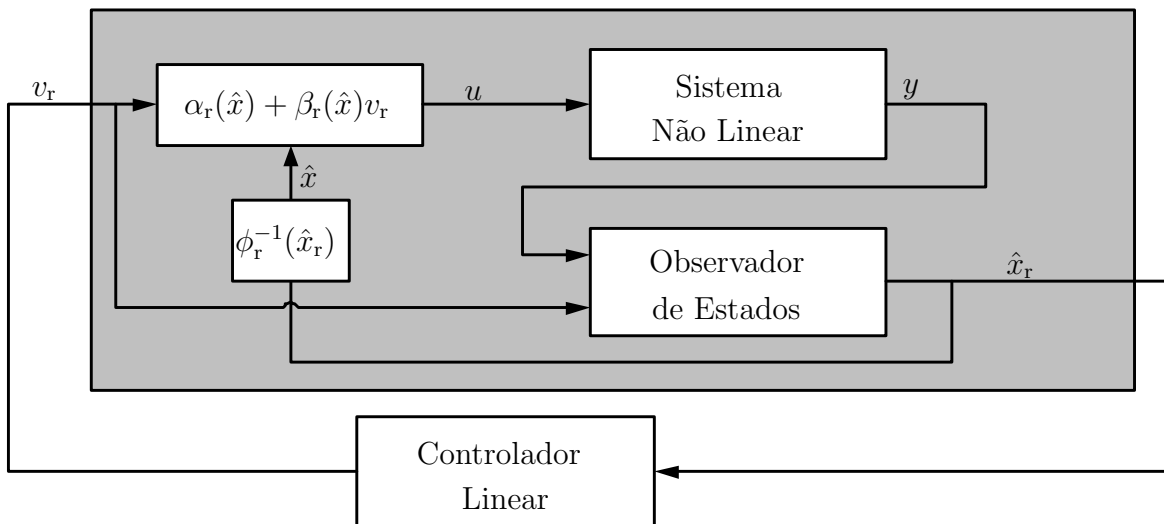 v_r
α_r(x̂) + β_r(x̂)v_r
u
Sistema
Não Linear
y
x̂
ϕ_r^{-1}(x̂_r)
Observador
de Estados
x̂_r
Controlador
Linear